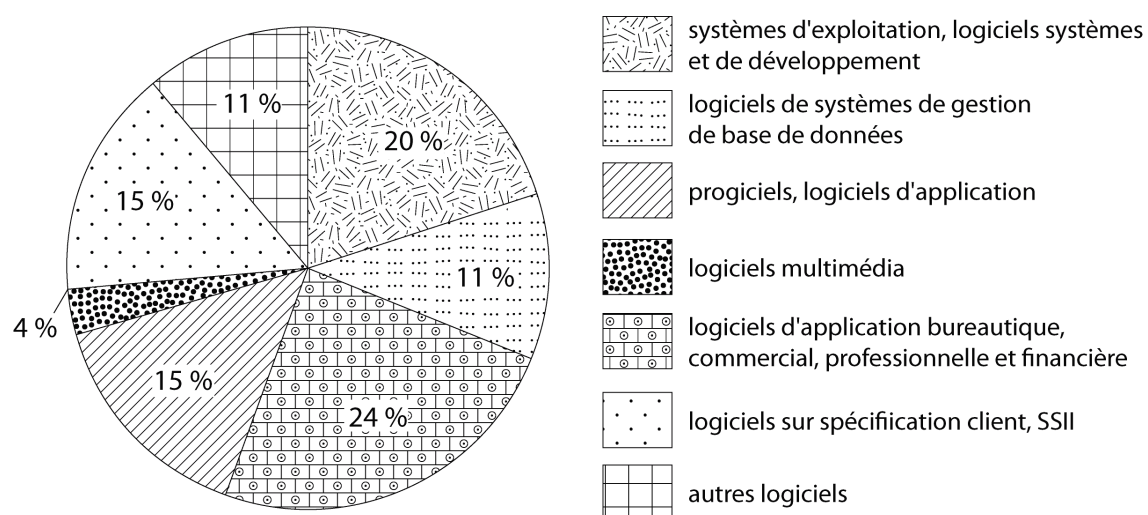 11 %
20 %
15 %
11 %
4 %
15 %
24 %
systèmes d'exploitation, logiciels systèmes
et de développement
logiciels de systèmes de gestion
de base de données
progiciels, logiciels d'application
logiciels multimédia
logiciels d'application bureautique,
commercial, professionnelle et financière
logiciels sur spécifiication client, SSII
autres logiciels